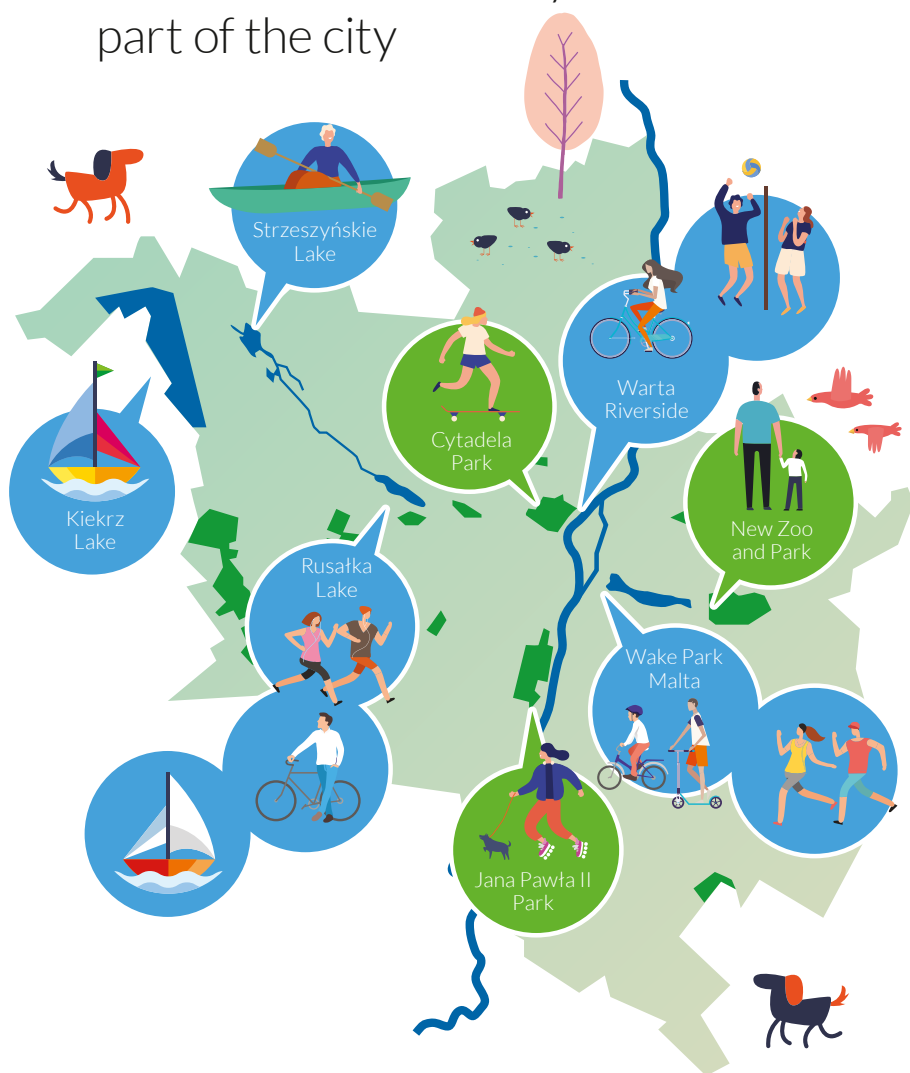 part of the city
Strzeszyńskie
Lake
Warta
Riverside
Cytadela
Park
Kiekrz
Lake
New Zoo
and Park
Rusałka
Lake
Wake Park
Malta
Jana Pawła II
Park